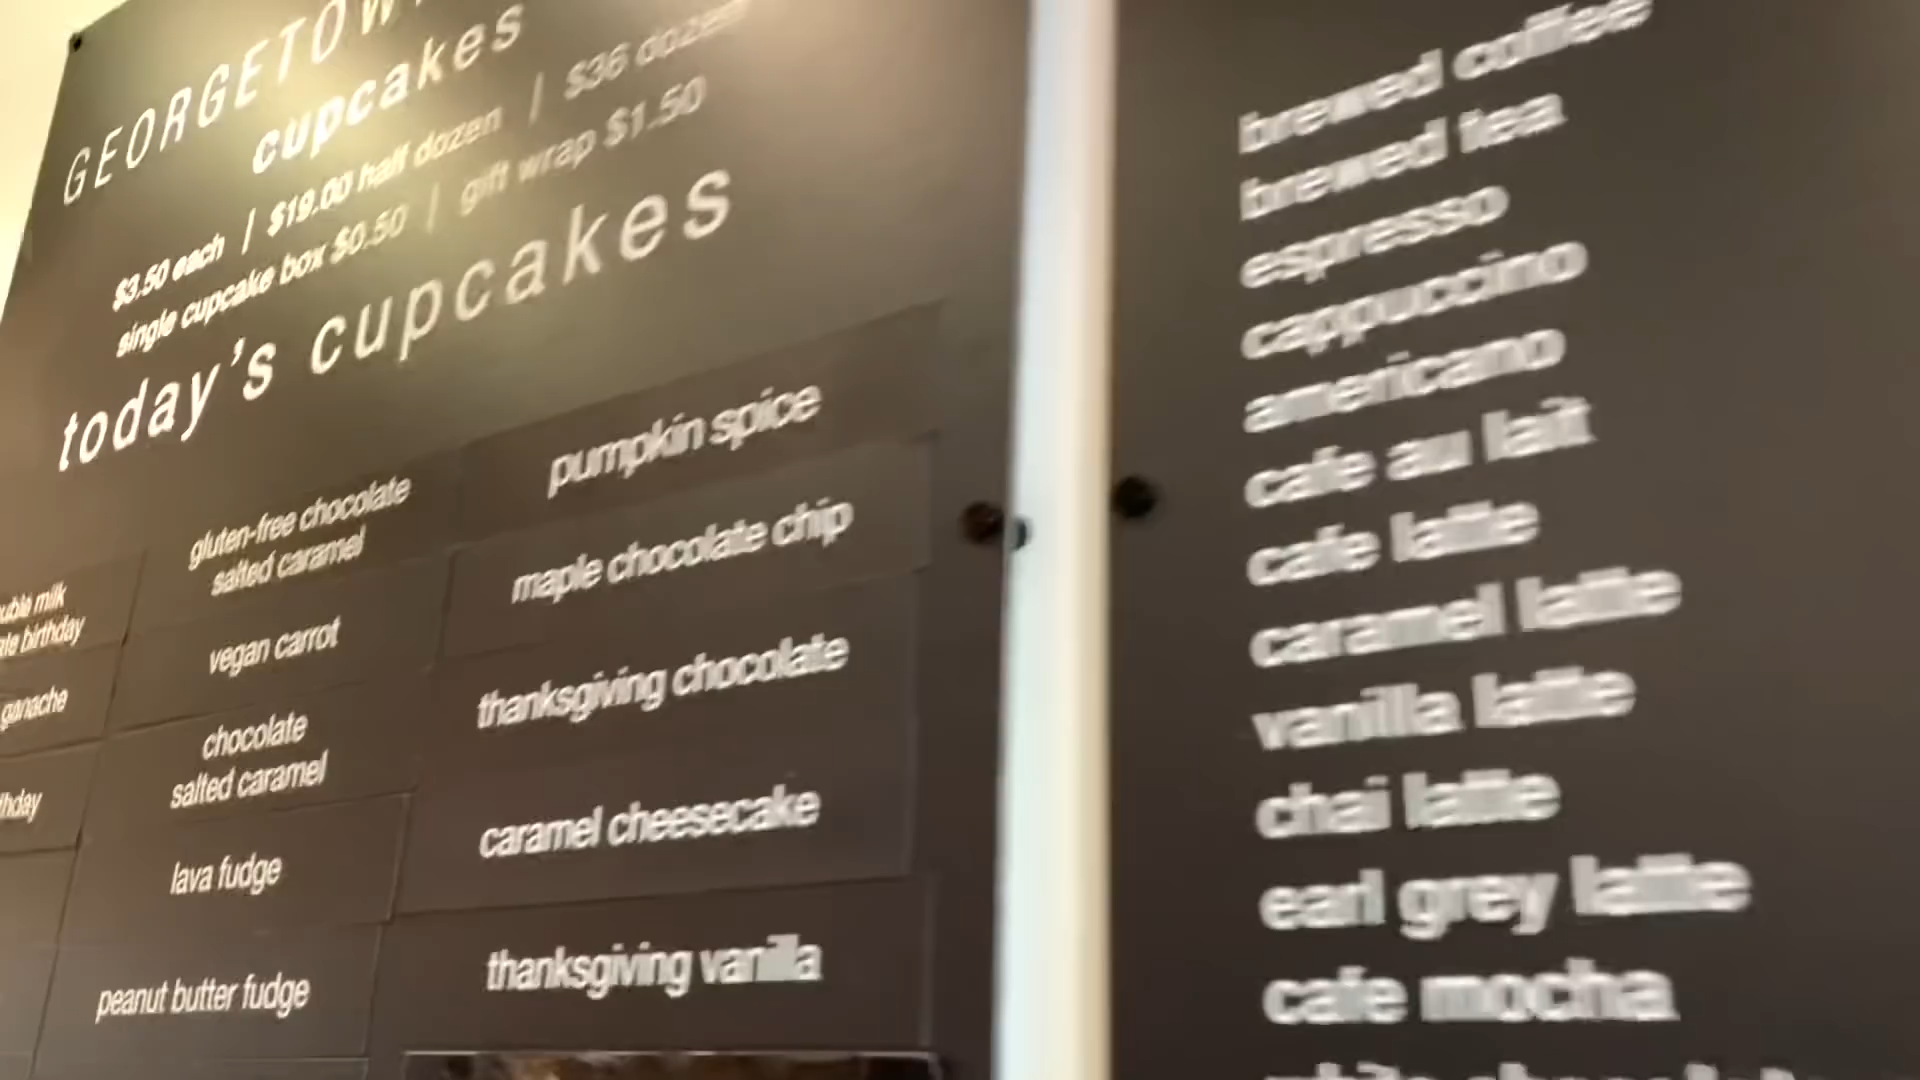 GEORGETOWN
cupcakes
$3.50 each | $19.00 half dozen | $36 dozen
single cupcake box $0.50 | gift wrap $1.50
today's cupcakes
milk
birthday
ganache
gluten-free chocolate
salted caramel
vegan carrot
chocolate
salted caramel
lava fudge
peanut butter fudge
pumpkin spice
maple chocolate chip
thanksgiving chocolate
caramel cheesecake
thanksgiving vanilla
brewed coffee
brewed tea
espresso
cappuccino
americano
cafe au lait
cafe latte
caramel latte
vanilla latte
chai latte
earl grey latte
cafe mocha